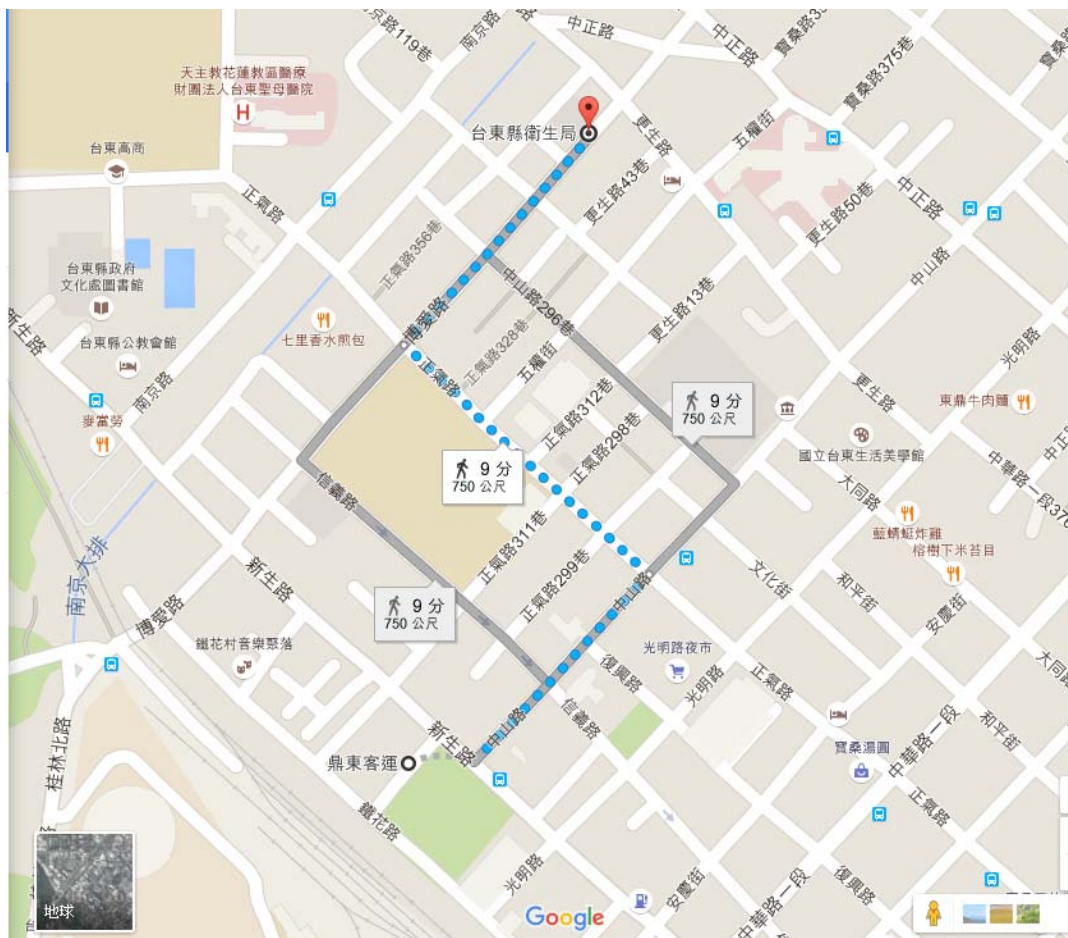 南京路119巷
南京路
中正路
中正路
寶桑路375巷
天主教花蓮教區醫療
財團法人台東聖母醫院
H
台東縣衛生局
更生路
五權街
台東高商
正氣路
更生路43巷
更生路50巷
中正路
正氣路356巷
中山路
台東縣政府
文化處圖書館
中山路296巷
更生路13巷
新生路
七里香水煎包
博愛路
台東縣公教會館
正氣路328巷
五權街
光明路
南京路
正氣路
更生路
麥當勞
正氣路312巷
9 分
750 公尺
東鼎牛肉麵
正氣路298巷
國立台東生活美學館
中正路
9 分
750 公尺
中華路一段376
信義路
大同路
藍蜻蜓炸雞
榕樹下米苔目
正氣路311巷
南京大排
新生路
文化街
和平街
正氣路299巷
中山路
安慶街
9 分
750 公尺
博愛路
鐵花村音樂聚落
光明路夜市
復興路
光明路
正氣路
大同路
信義路
中華路一段
和平街
桂林北路
新生路
中山路
鼎東客運
寶桑湯圓
鐵花路
正氣路
光明路
安慶街
中華路一段
復興路
地球
Google